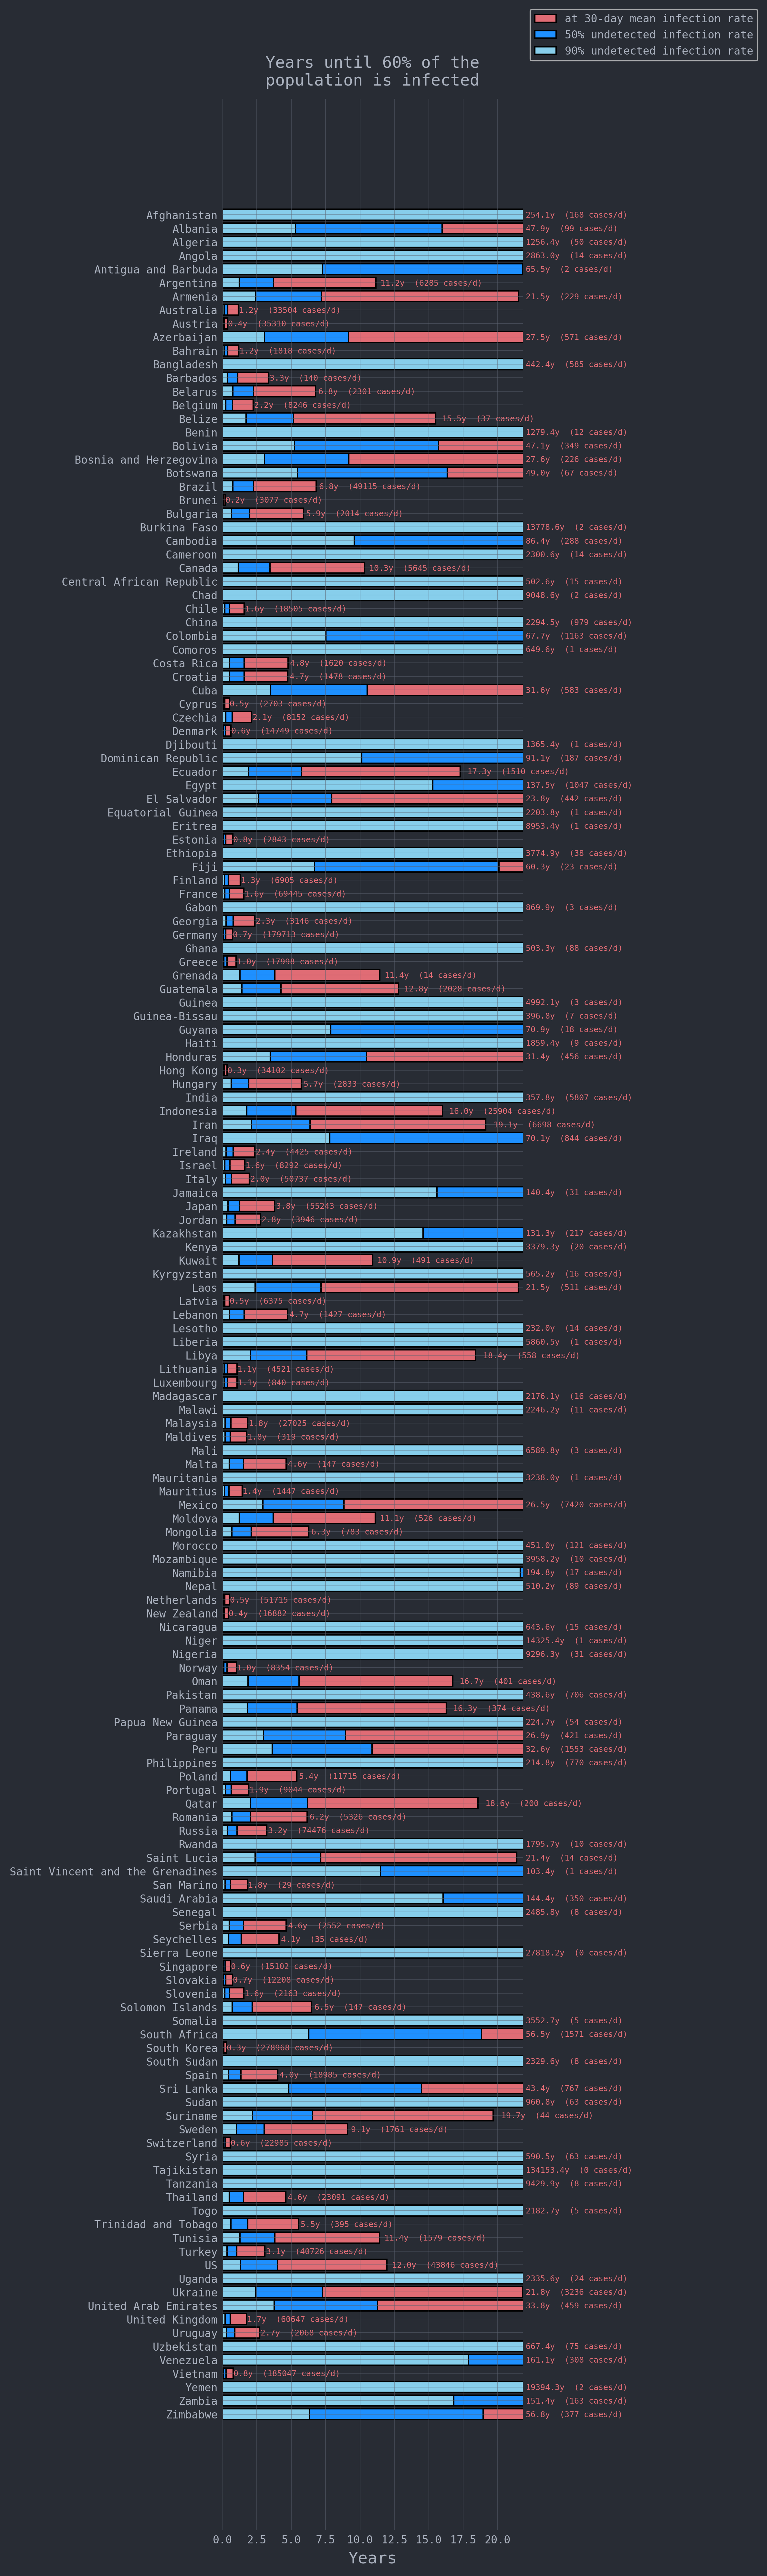 at 30-day mean infection rate
50% undetected infection rate
90% undetected infection rate
Years until 60% of the
population is infected
Afghanistan 254.1y (168 cases/d)
Albania 47.9y (99 cases/d)
Algeria 1256.4y (50 cases/d)
Angola 2863.0y (14 cases/d)
Antigua and Barbuda 65.5y (2 cases/d)
Argentina 11.2y (6285 cases/d)
Armenia 21.5y (229 cases/d)
Australia 1.2y (33504 cases/d)
Austria 0.4y (35310 cases/d)
Azerbaijan 27.5y (571 cases/d)
Bahrain 1.2y (1818 cases/d)
Bangladesh 442.4y (585 cases/d)
Barbados 3.3y (140 cases/d)
Belarus 6.8y (2301 cases/d)
Belgium 2.2y (8246 cases/d)
Belize 15.5y (37 cases/d)
Benin 1279.4y (12 cases/d)
Bolivia 47.1y (349 cases/d)
Bosnia and Herzegovina 27.6y (226 cases/d)
Botswana 49.0y (67 cases/d)
Brazil 6.8y (49115 cases/d)
Brunei 0.2y (3077 cases/d)
Bulgaria 5.9y (2014 cases/d)
Burkina Faso 13778.6y (2 cases/d)
Cambodia 86.4y (288 cases/d)
Cameroon 2300.6y (14 cases/d)
Canada 10.3y (5645 cases/d)
Central African Republic 502.6y (15 cases/d)
Chad 9048.6y (2 cases/d)
Chile 1.6y (18505 cases/d)
China 2294.5y (979 cases/d)
Colombia 67.7y (1163 cases/d)
Comoros 649.6y (1 cases/d)
Costa Rica 4.8y (1620 cases/d)
Croatia 4.7y (1478 cases/d)
Cuba 31.6y (583 cases/d)
Cyprus 0.5y (2703 cases/d)
Czechia 2.1y (8152 cases/d)
Denmark 0.6y (14749 cases/d)
Djibouti 1365.4y (1 cases/d)
Dominican Republic 91.1y (187 cases/d)
Ecuador 17.3y (1510 cases/d)
Egypt 137.5y (1047 cases/d)
El Salvador 23.8y (442 cases/d)
Equatorial Guinea 2203.8y (1 cases/d)
Eritrea 8953.4y (1 cases/d)
Estonia 0.8y (2843 cases/d)
Ethiopia 3774.9y (38 cases/d)
Fiji 60.3y (23 cases/d)
Finland 1.3y (6905 cases/d)
France 1.6y (69445 cases/d)
Gabon 869.9y (3 cases/d)
Georgia 2.3y (3146 cases/d)
Germany 0.7y (179713 cases/d)
Ghana 503.3y (88 cases/d)
Greece 1.0y (17998 cases/d)
Grenada 11.4y (14 cases/d)
Guatemala 12.8y (2028 cases/d)
Guinea 4992.1y (3 cases/d)
Guinea-Bissau 396.8y (7 cases/d)
Guyana 70.9y (18 cases/d)
Haiti 1859.4y (9 cases/d)
Honduras 31.4y (456 cases/d)
Hong Kong 0.3y (34102 cases/d)
Hungary 5.7y (2833 cases/d)
India 357.8y (5807 cases/d)
Indonesia 16.0y (25904 cases/d)
Iran 19.1y (6698 cases/d)
Iraq 70.1y (844 cases/d)
Ireland 2.4y (4425 cases/d)
Israel 1.6y (8292 cases/d)
Italy 2.0y (50737 cases/d)
Jamaica 140.4y (31 cases/d)
Japan 3.8y (55243 cases/d)
Jordan 2.8y (3946 cases/d)
Kazakhstan 131.3y (217 cases/d)
Kenya 3379.3y (20 cases/d)
Kuwait 10.9y (491 cases/d)
Kyrgyzstan 565.2y (16 cases/d)
Laos 21.5y (511 cases/d)
Latvia 0.5y (6375 cases/d)
Lebanon 4.7y (1427 cases/d)
Lesotho 232.0y (14 cases/d)
Liberia 5860.5y (1 cases/d)
Libya 18.4y (558 cases/d)
Lithuania 1.1y (4521 cases/d)
Luxembourg 1.1y (840 cases/d)
Madagascar 2176.1y (16 cases/d)
Malawi 2246.2y (11 cases/d)
Malaysia 1.8y (27025 cases/d)
Maldives 1.8y (319 cases/d)
Mali 6589.8y (3 cases/d)
Malta 4.6y (147 cases/d)
Mauritania 3238.0y (1 cases/d)
Mauritius 1.4y (1447 cases/d)
Mexico 26.5y (7420 cases/d)
Moldova 11.1y (526 cases/d)
Mongolia 6.3y (783 cases/d)
Morocco 451.0y (121 cases/d)
Mozambique 3958.2y (10 cases/d)
Namibia 194.8y (17 cases/d)
Nepal 510.2y (89 cases/d)
Netherlands 0.5y (51715 cases/d)
New Zealand 0.4y (16882 cases/d)
Nicaragua 643.6y (15 cases/d)
Niger 14325.4y (1 cases/d)
Nigeria 9296.3y (31 cases/d)
Norway 1.0y (8354 cases/d)
Oman 16.7y (401 cases/d)
Pakistan 438.6y (706 cases/d)
Panama 16.3y (374 cases/d)
Papua New Guinea 224.7y (54 cases/d)
Paraguay 26.9y (421 cases/d)
Peru 32.6y (1553 cases/d)
Philippines 214.8y (770 cases/d)
Poland 5.4y (11715 cases/d)
Portugal 1.9y (9044 cases/d)
Qatar 18.6y (200 cases/d)
Romania 6.2y (5326 cases/d)
Russia 3.2y (74476 cases/d)
Rwanda 1795.7y (10 cases/d)
Saint Lucia 21.4y (14 cases/d)
Saint Vincent and the Grenadines 103.4y (1 cases/d)
San Marino 1.8y (29 cases/d)
Saudi Arabia 144.4y (350 cases/d)
Senegal 2485.8y (8 cases/d)
Serbia 4.6y (2552 cases/d)
Seychelles 4.1y (35 cases/d)
Sierra Leone 27818.2y (0 cases/d)
Singapore 0.6y (15102 cases/d)
Slovakia 0.7y (12208 cases/d)
Slovenia 1.6y (2163 cases/d)
Solomon Islands 6.5y (147 cases/d)
Somalia 3552.7y (5 cases/d)
South Africa 56.5y (1571 cases/d)
South Korea 0.3y (278968 cases/d)
South Sudan 2329.6y (8 cases/d)
Spain 4.0y (18985 cases/d)
Sri Lanka 43.4y (767 cases/d)
Sudan 960.8y (63 cases/d)
Suriname 19.7y (44 cases/d)
Sweden 9.1y (1761 cases/d)
Switzerland 0.6y (22985 cases/d)
Syria 590.5y (63 cases/d)
Tajikistan 134153.4y (0 cases/d)
Tanzania 9429.9y (8 cases/d)
Thailand 4.6y (23091 cases/d)
Togo 2182.7y (5 cases/d)
Trinidad and Tobago 5.5y (395 cases/d)
Tunisia 11.4y (1579 cases/d)
Turkey 3.1y (40726 cases/d)
US 12.0y (43846 cases/d)
Uganda 2335.6y (24 cases/d)
Ukraine 21.8y (3236 cases/d)
United Arab Emirates 33.8y (459 cases/d)
United Kingdom 1.7y (60647 cases/d)
Uruguay 2.7y (2068 cases/d)
Uzbekistan 667.4y (75 cases/d)
Venezuela 161.1y (308 cases/d)
Vietnam 0.8y (185047 cases/d)
Yemen 19394.3y (2 cases/d)
Zambia 151.4y (163 cases/d)
Zimbabwe 56.8y (377 cases/d)
0.0 2.5 5.0 7.5 10.0 12.5 15.0 17.5 20.0
Years